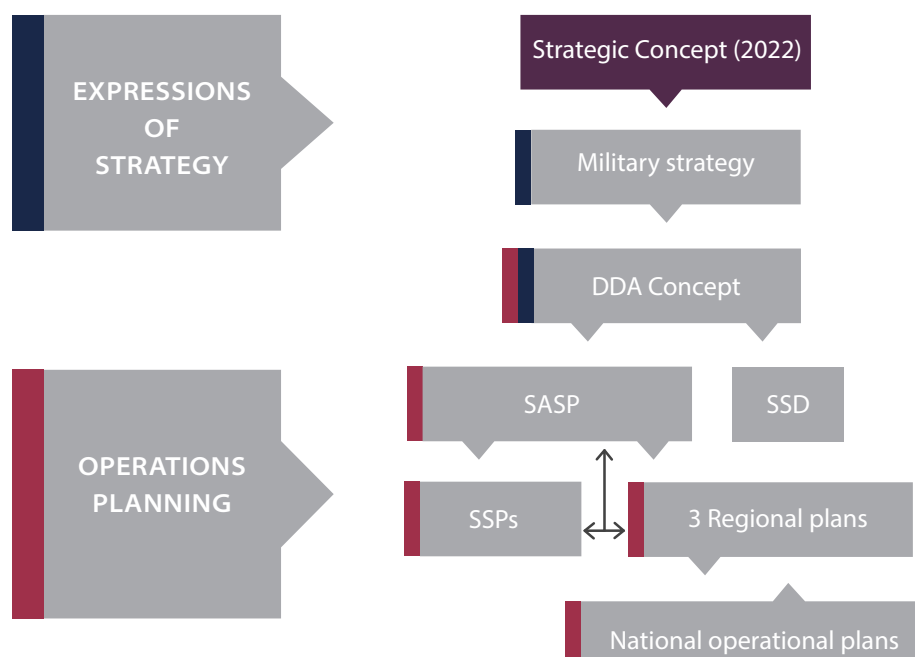 EXPRESSIONS
OF
STRATEGY
Strategic Concept (2022)
Military strategy
DDA Concept
OPERATIONS
PLANNING
SASP
SSD
SSPs
3 Regional plans
National operational plans